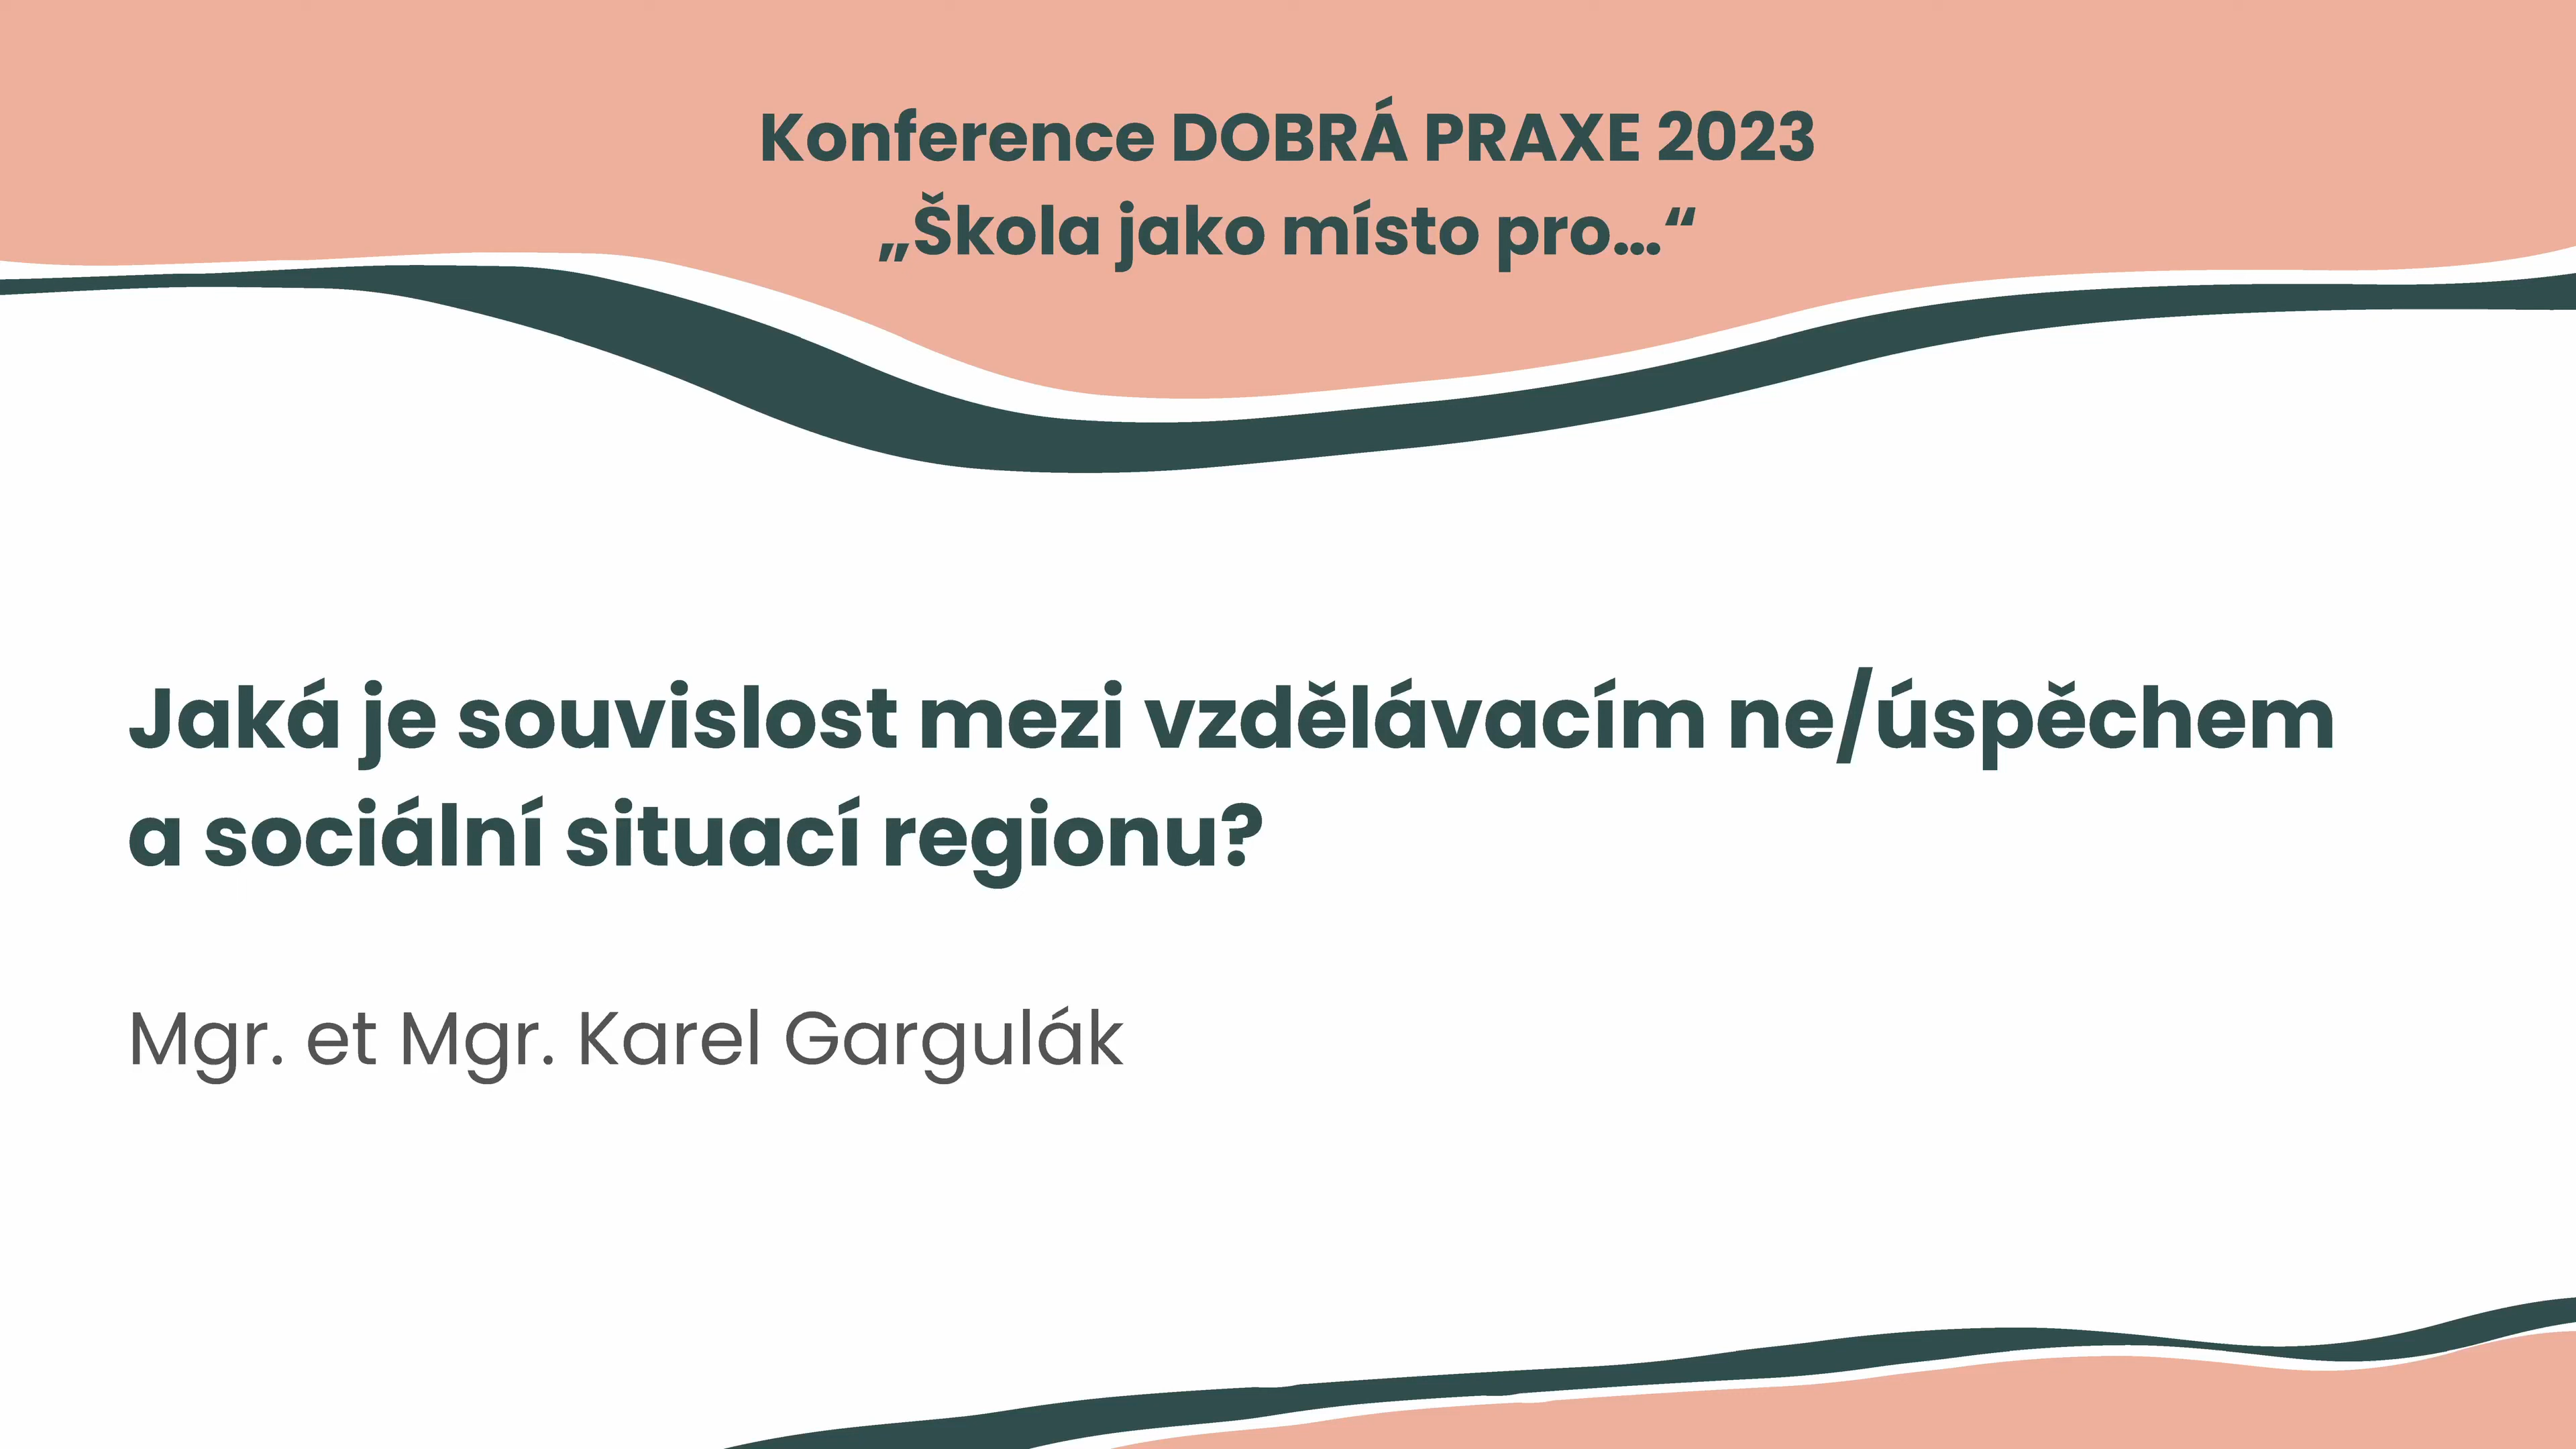 Konference DOBRÁ PRAXE 2023
„Škola jako místo pro…“
Jaká je souvislost mezi vzdělávacím ne/úspěchem
a sociální situací regionu?
Mgr. et Mgr. Karel Gargulák